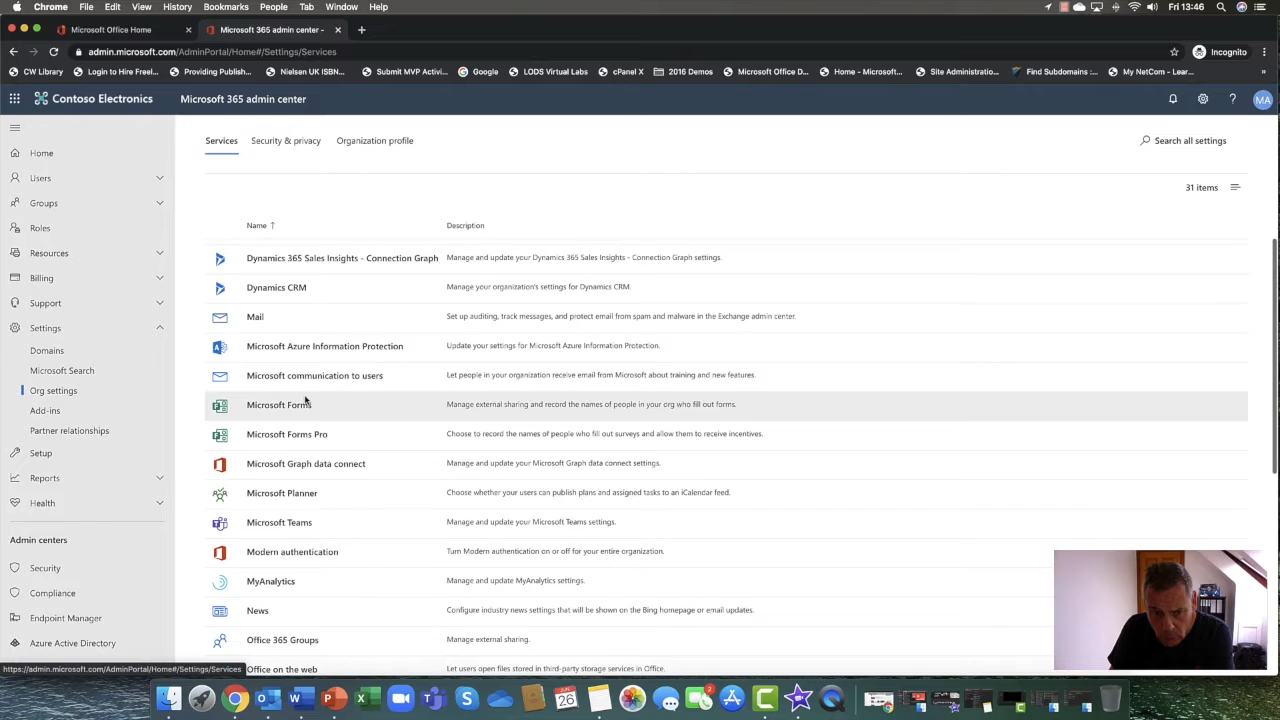 Chrome File Edit View History Bookmarks People Tab Window Help Fri 13:46
Microsoft Office Home
Microsoft 365 admin center -
admin.microsoft.com/AdminPortal/Home#/Settings/Services
Incognito
CW Library
Login to Hire Freel...
Providing Publish...
Nielsen UK ISBN...
Submit MVP Activi...
Google
LODS Virtual Labs
cPanel X
2016 Demos
Microsoft Office D...
Home - Microsoft...
Site Administratio...
Find Subdomains:...
My NetCom - Lear...
»
Contoso Electronics
Microsoft 365 admin center
?
MA
Services
Security & privacy
Organization profile
Search all settings
31 items
Home
Users
Groups
Roles
Resources
Billing
Support
Settings
Domains
Microsoft Search
Org settings
Add-ins
Partner relationships
Setup
Reports
Health
Admin centers
Security
Compliance
Endpoint Manager
Azure Active Directory
Name ↑ Description
Dynamics 365 Sales Insights - Connection Graph Manage and update your Dynamics 365 Sales Insights - Connection Graph settings.
Dynamics CRM Manage your organization's settings for Dynamics CRM.
Mail Set up auditing, track messages, and protect email from spam and malware in the Exchange admin center.
Microsoft Azure Information Protection Update your settings for Microsoft Azure Information Protection.
Microsoft communication to users Let people in your organization receive email from Microsoft about training and new features.
Microsoft Forms Manage external sharing and record the names of people in your org who fill out forms.
Microsoft Forms Pro Choose to record the names of people who fill out surveys and allow them to receive incentives.
Microsoft Graph data connect Manage and update your Microsoft Graph data connect settings.
Microsoft Planner Choose whether your users can publish plans and assigned tasks to an iCalendar feed.
Microsoft Teams Manage and update your Microsoft Teams settings.
Modern authentication Turn Modern authentication on or off for your entire organization.
MyAnalytics Manage and update MyAnalytics settings.
News Configure industry news settings that will be shown on the Bing homepage or email updates.
Office 365 Groups Manage external sharing.
Office on the web Let users open files stored in third-party storage services in Office.
https://admin.microsoft.com/AdminPortal/Home#/Settings/Services
JUN
26
2